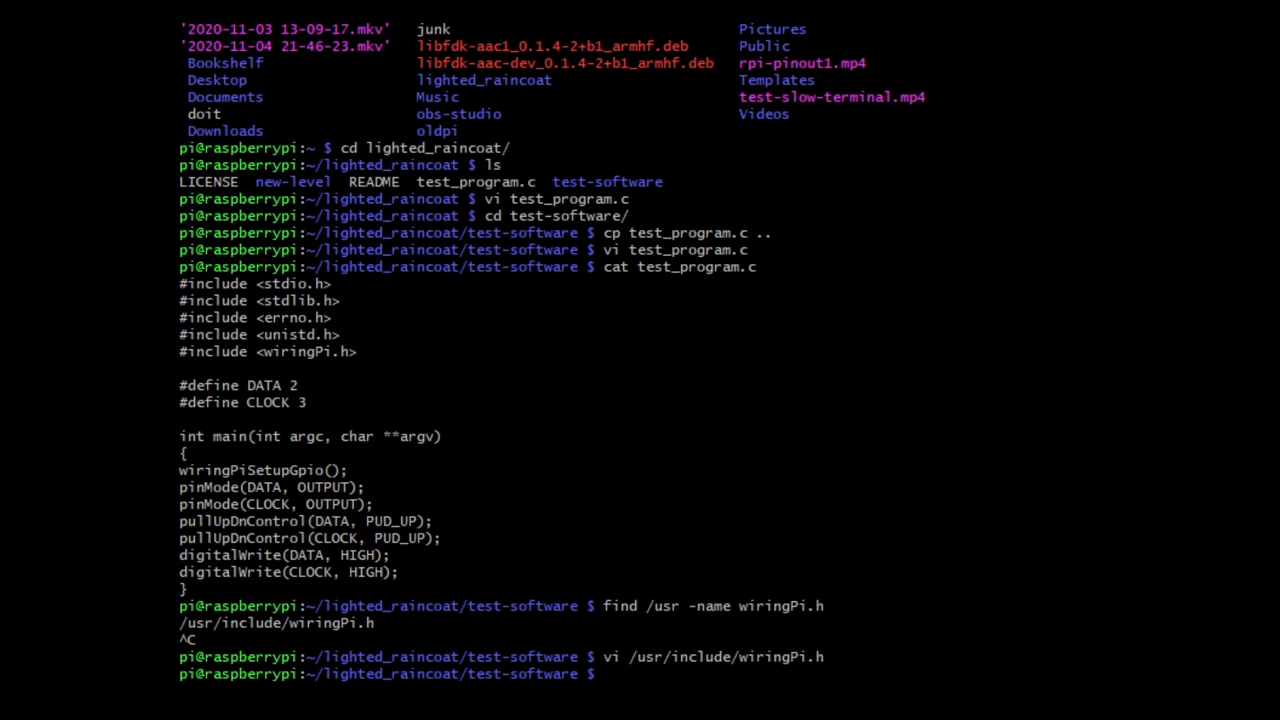 '2020-11-03 13-09-17.mkv' junk Pictures
'2020-11-04 21-46-23.mkv' libfdk-aac1_0.1.4-2+b1_armhf.deb Public
Bookshelf libfdk-aac-dev_0.1.4-2+b1_armhf.deb rpi-pinout1.mp4
Desktop lighted_raincoat Templates
Documents Music test-slow-terminal.mp4
doit obs-studio Videos
Downloads oldpi
pi@raspberrypi:~ $ cd lighted_raincoat/
pi@raspberrypi:~/lighted_raincoat $ ls
LICENSE new-level README test_program.c test-software
pi@raspberrypi:~/lighted_raincoat $ vi test_program.c
pi@raspberrypi:~/lighted_raincoat $ cd test-software/
pi@raspberrypi:~/lighted_raincoat/test-software $ cp test_program.c ..
pi@raspberrypi:~/lighted_raincoat/test-software $ vi test_program.c
pi@raspberrypi:~/lighted_raincoat/test-software $ cat test_program.c
#include <stdio.h>
#include <stdlib.h>
#include <errno.h>
#include <unistd.h>
#include <wiringPi.h>
#define DATA 2
#define CLOCK 3
int main(int argc, char **argv)
{
wiringPiSetupGpio();
pinMode(DATA, OUTPUT);
pinMode(CLOCK, OUTPUT);
pullUpDnControl(DATA, PUD_UP);
pullUpDnControl(CLOCK, PUD_UP);
digitalWrite(DATA, HIGH);
digitalWrite(CLOCK, HIGH);
}
pi@raspberrypi:~/lighted_raincoat/test-software $ find /usr -name wiringPi.h
/usr/include/wiringPi.h
^C
pi@raspberrypi:~/lighted_raincoat/test-software $ vi /usr/include/wiringPi.h
pi@raspberrypi:~/lighted_raincoat/test-software $